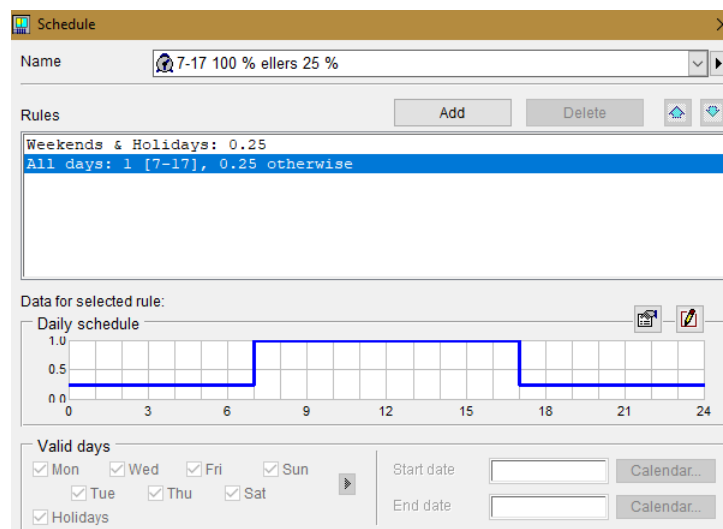 Schedule
Name 7-17 100 % ellers 25 %
Rules Add Delete
Weekends & Holidays: 0.25
All days: 1 [7-17], 0.25 otherwise
Data for selected rule:
Daily schedule
1.0
0.5
0.0
0 3 6 9 12 15 18 21 24
Valid days
Mon Wed Fri Sun Start date Calendar...
Tue Thu Sat
Holidays End date Calendar...